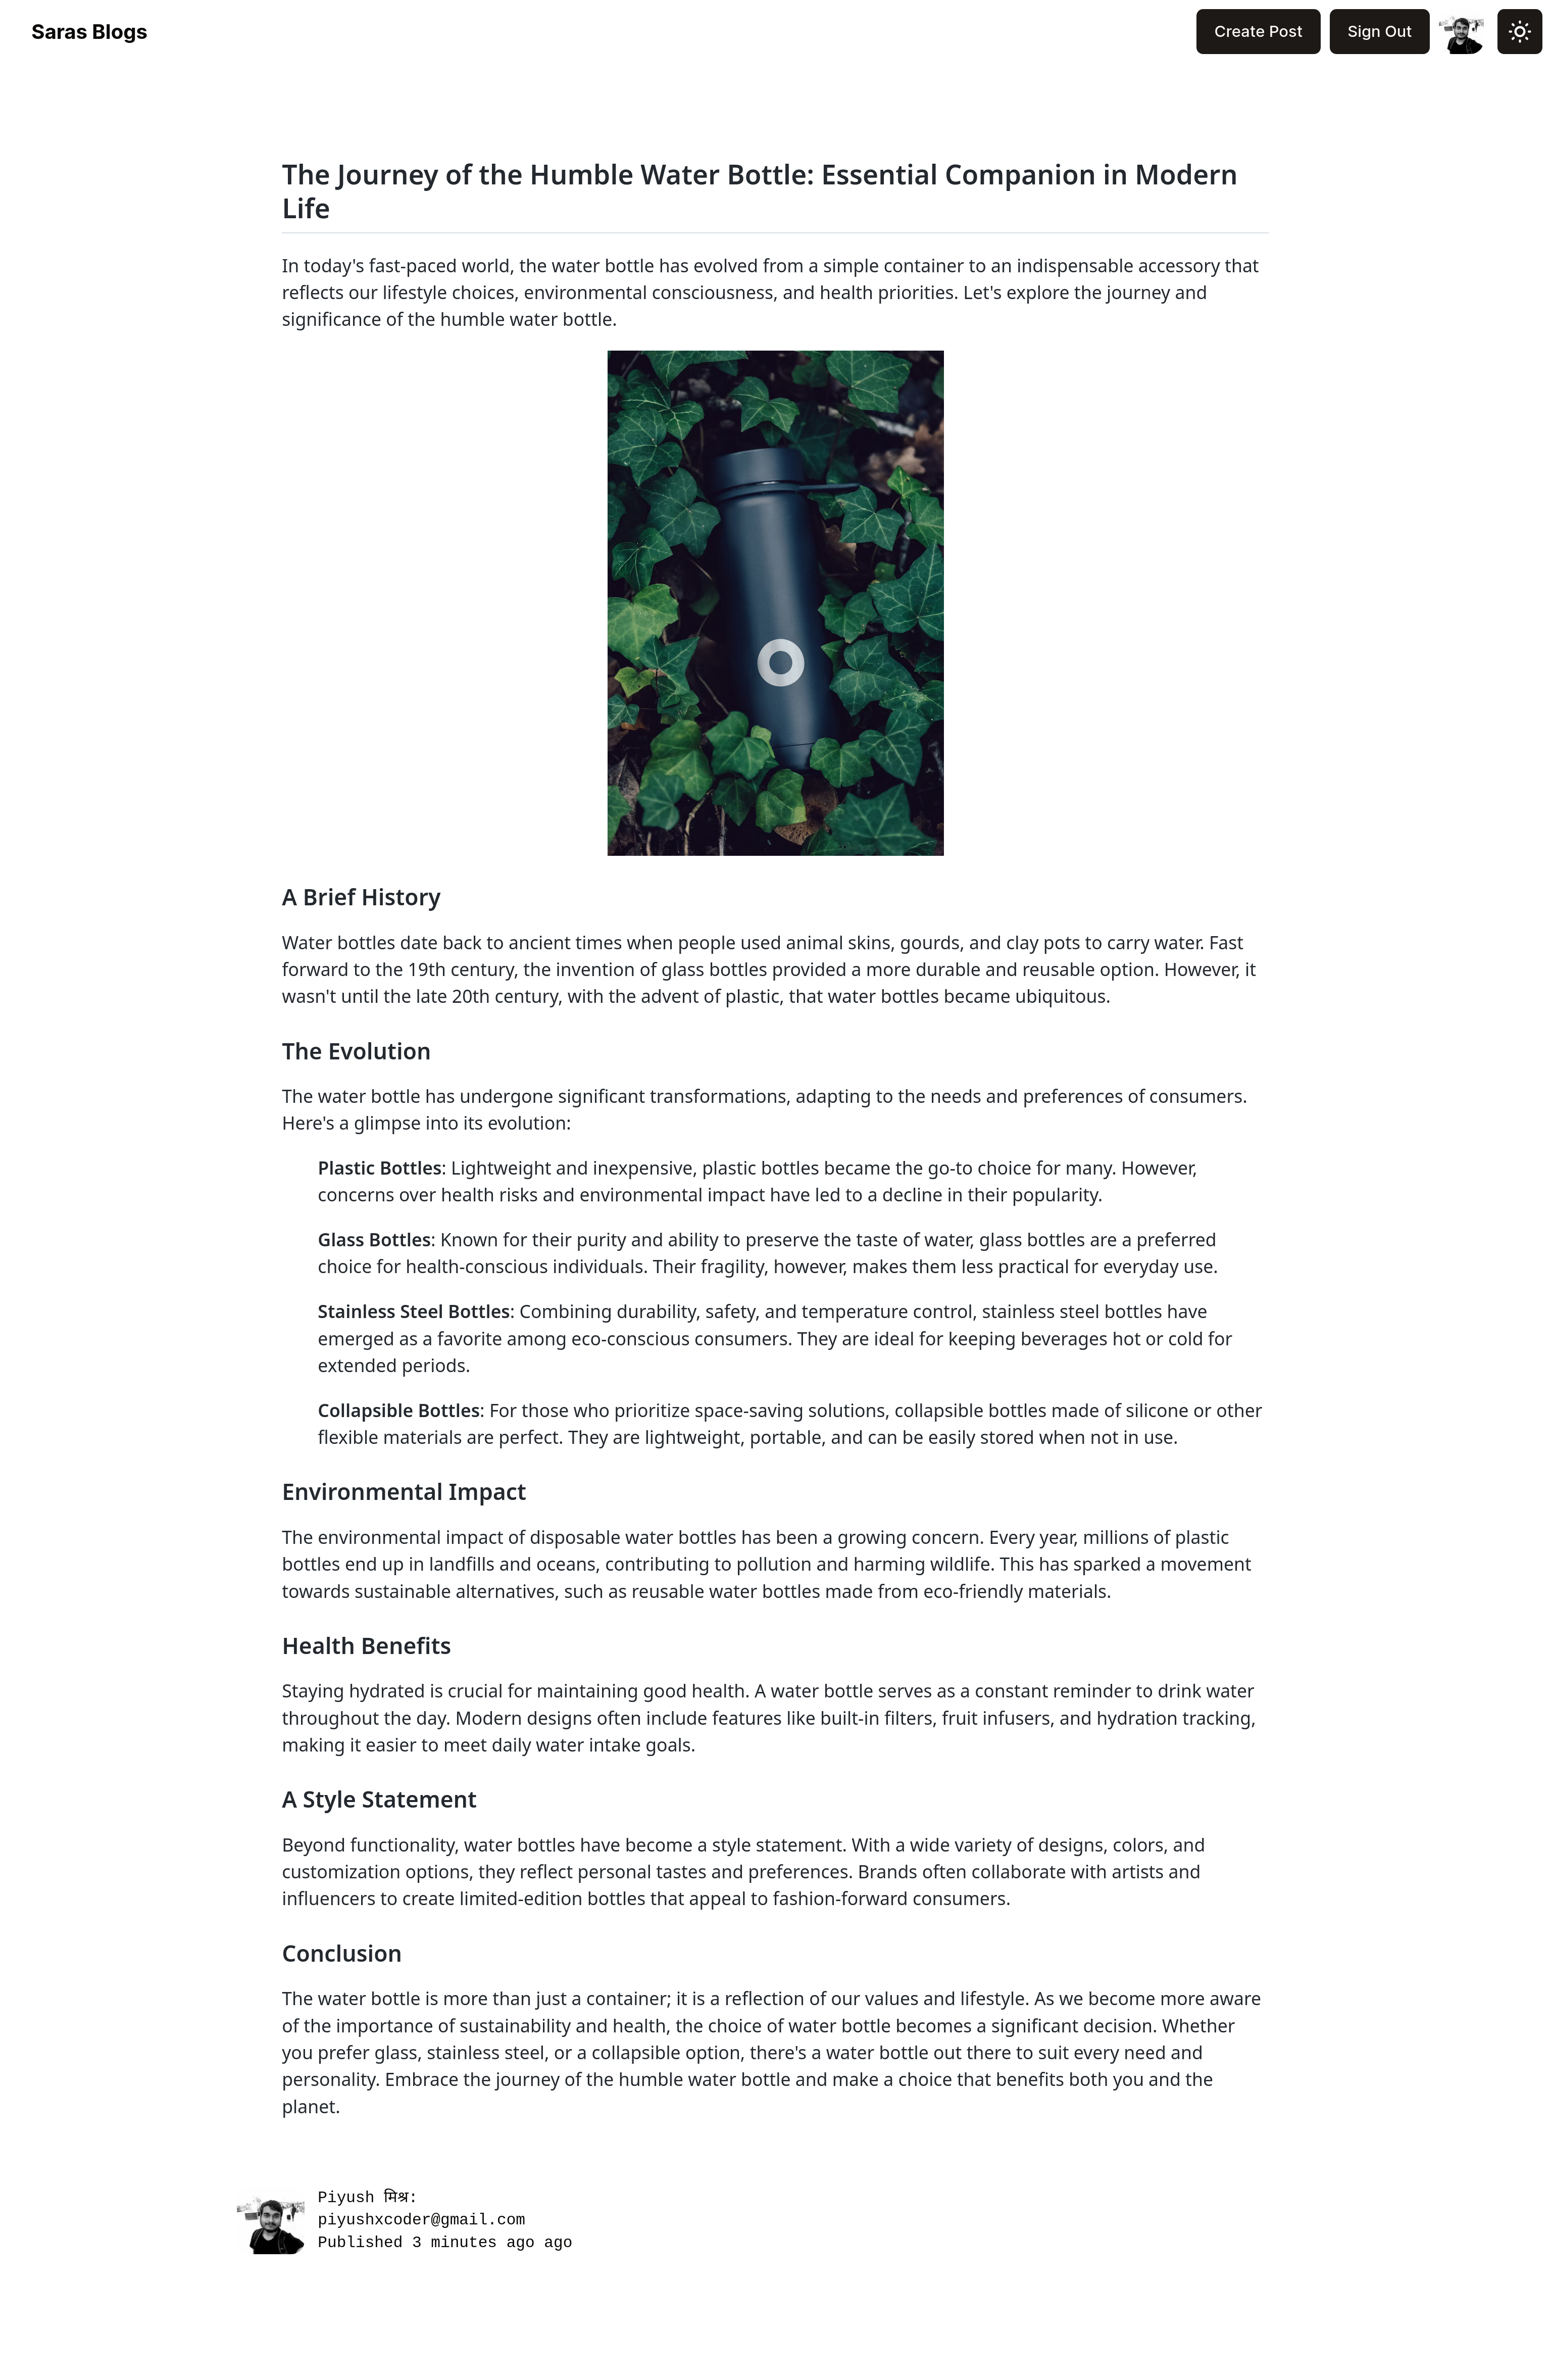 Saras Blogs
Create Post
Sign Out
The Journey of the Humble Water Bottle: Essential Companion in Modern
Life
In today's fast-paced world, the water bottle has evolved from a simple container to an indispensable accessory that
reflects our lifestyle choices, environmental consciousness, and health priorities. Let's explore the journey and
significance of the humble water bottle.
A Brief History
Water bottles date back to ancient times when people used animal skins, gourds, and clay pots to carry water. Fast
forward to the 19th century, the invention of glass bottles provided a more durable and reusable option. However, it
wasn't until the late 20th century, with the advent of plastic, that water bottles became ubiquitous.
The Evolution
The water bottle has undergone significant transformations, adapting to the needs and preferences of consumers.
Here's a glimpse into its evolution:
Plastic Bottles: Lightweight and inexpensive, plastic bottles became the go-to choice for many. However,
concerns over health risks and environmental impact have led to a decline in their popularity.
Glass Bottles: Known for their purity and ability to preserve the taste of water, glass bottles are a preferred
choice for health-conscious individuals. Their fragility, however, makes them less practical for everyday use.
Stainless Steel Bottles: Combining durability, safety, and temperature control, stainless steel bottles have
emerged as a favorite among eco-conscious consumers. They are ideal for keeping beverages hot or cold for
extended periods.
Collapsible Bottles: For those who prioritize space-saving solutions, collapsible bottles made of silicone or other
flexible materials are perfect. They are lightweight, portable, and can be easily stored when not in use.
Environmental Impact
The environmental impact of disposable water bottles has been a growing concern. Every year, millions of plastic
bottles end up in landfills and oceans, contributing to pollution and harming wildlife. This has sparked a movement
towards sustainable alternatives, such as reusable water bottles made from eco-friendly materials.
Health Benefits
Staying hydrated is crucial for maintaining good health. A water bottle serves as a constant reminder to drink water
throughout the day. Modern designs often include features like built-in filters, fruit infusers, and hydration tracking,
making it easier to meet daily water intake goals.
A Style Statement
Beyond functionality, water bottles have become a style statement. With a wide variety of designs, colors, and
customization options, they reflect personal tastes and preferences. Brands often collaborate with artists and
influencers to create limited-edition bottles that appeal to fashion-forward consumers.
Conclusion
The water bottle is more than just a container; it is a reflection of our values and lifestyle. As we become more aware
of the importance of sustainability and health, the choice of water bottle becomes a significant decision. Whether
you prefer glass, stainless steel, or a collapsible option, there's a water bottle out there to suit every need and
personality. Embrace the journey of the humble water bottle and make a choice that benefits both you and the
planet.
Piyush मिश्र:
piyushxcoder@gmail.com
Published 3 minutes ago ago